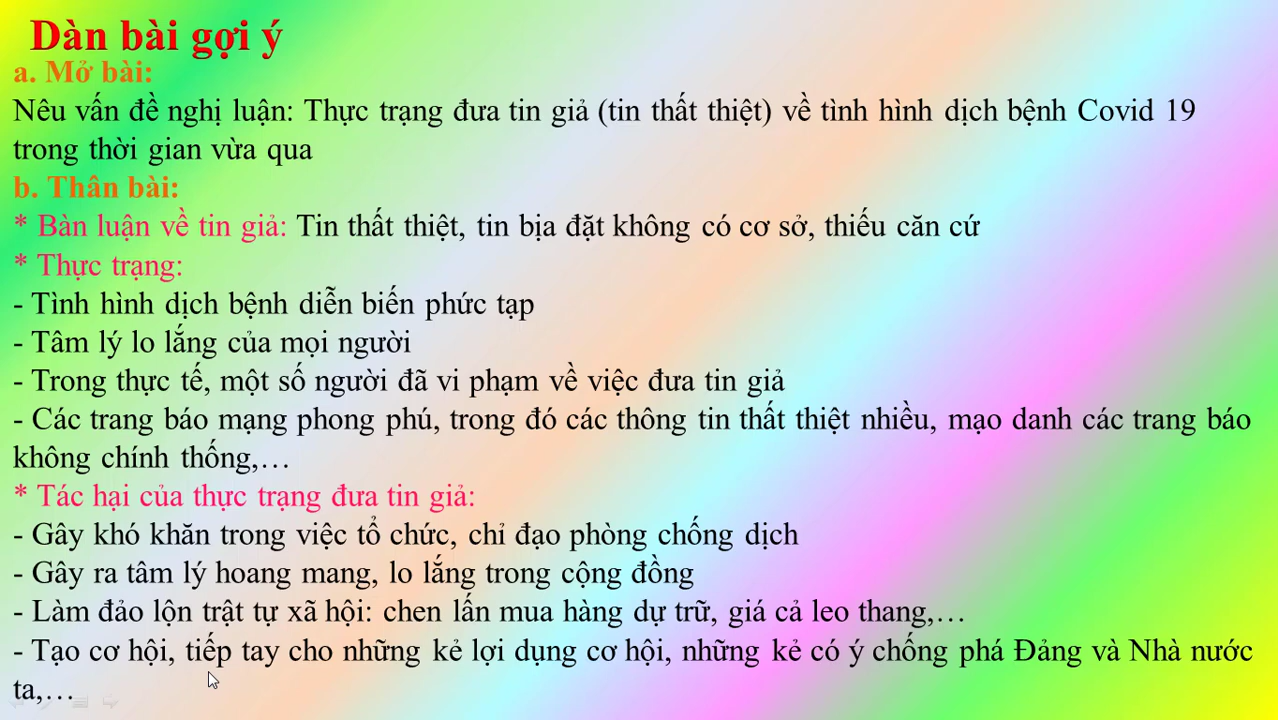 Dàn bài gợi ý
a. Mở bài:
Nêu vấn đề nghị luận: Thực trạng đưa tin giả (tin thất thiệt) về tình hình dịch bệnh Covid 19
trong thời gian vừa qua
b. Thân bài:
* Bàn luận về tin giả: Tin thất thiệt, tin bịa đặt không có cơ sở, thiếu căn cứ
* Thực trạng:
- Tình hình dịch bệnh diễn biến phức tạp
- Tâm lý lo lắng của mọi người
- Trong thực tế, một số người đã vi phạm về việc đưa tin giả
- Các trang báo mạng phong phú, trong đó các thông tin thất thiệt nhiều, mạo danh các trang báo
không chính thống,…
* Tác hại của thực trạng đưa tin giả:
- Gây khó khăn trong việc tổ chức, chỉ đạo phòng chống dịch
- Gây ra tâm lý hoang mang, lo lắng trong cộng đồng
- Làm đảo lộn trật tự xã hội: chen lấn mua hàng dự trữ, giá cả leo thang,…
- Tạo cơ hội, tiếp tay cho những kẻ lợi dụng cơ hội, những kẻ có ý chống phá Đảng và Nhà nước
ta,…